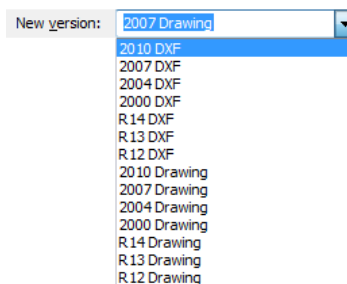 New version: 2007 Drawing
2010 DXF
2007 DXF
2004 DXF
2000 DXF
R14 DXF
R13 DXF
R12 DXF
2010 Drawing
2007 Drawing
2004 Drawing
2000 Drawing
R14 Drawing
R13 Drawing
R12 Drawing